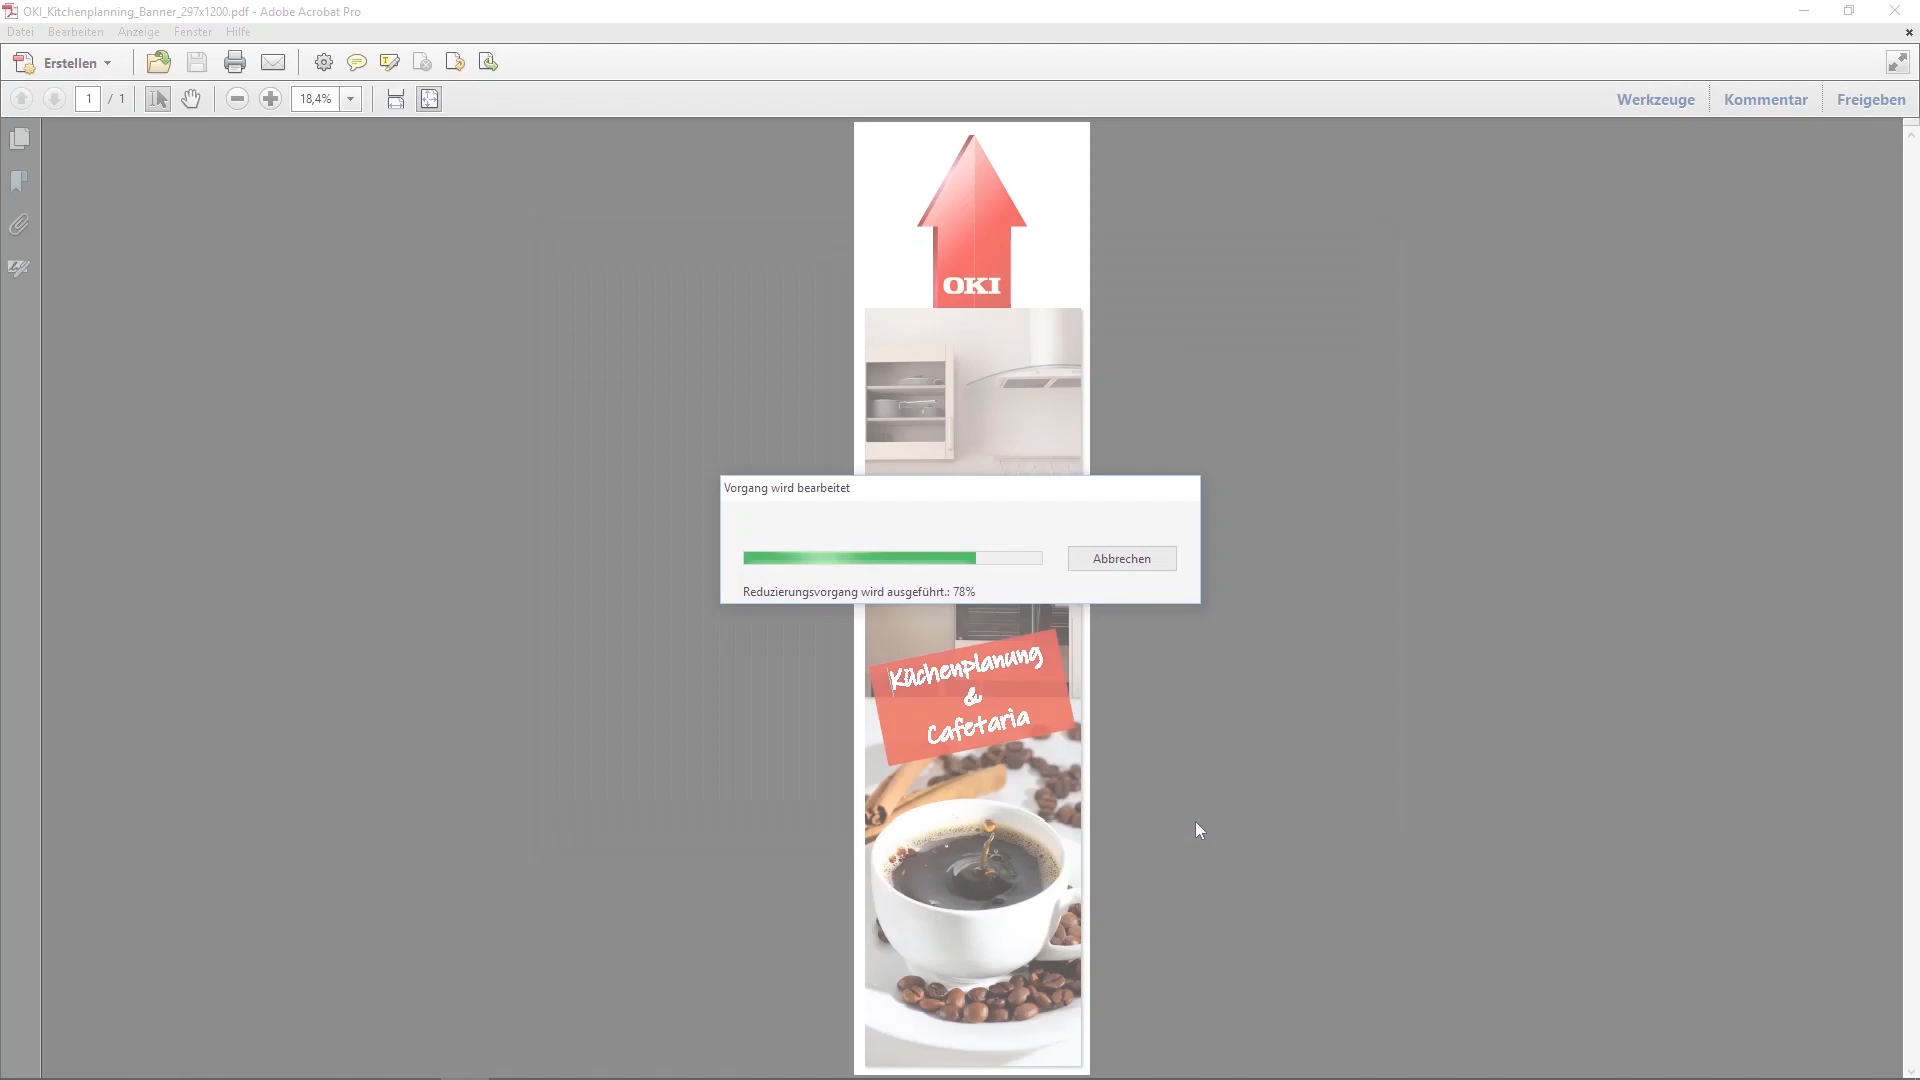 OKI_Kitchenplanning_Banner_297x1200.pdf - Adobe Acrobat Pro
Datei Bearbeiten Anzeige Fenster Hilfe
Erstellen
1 / 1 18,4% Werkzeuge Kommentar Freigeben
OKI
Vorgang wird bearbeitet
Abbrechen
Reduzierungsvorgang wird ausgeführt.: 78%
Küchenplanung
&
Cafetaria